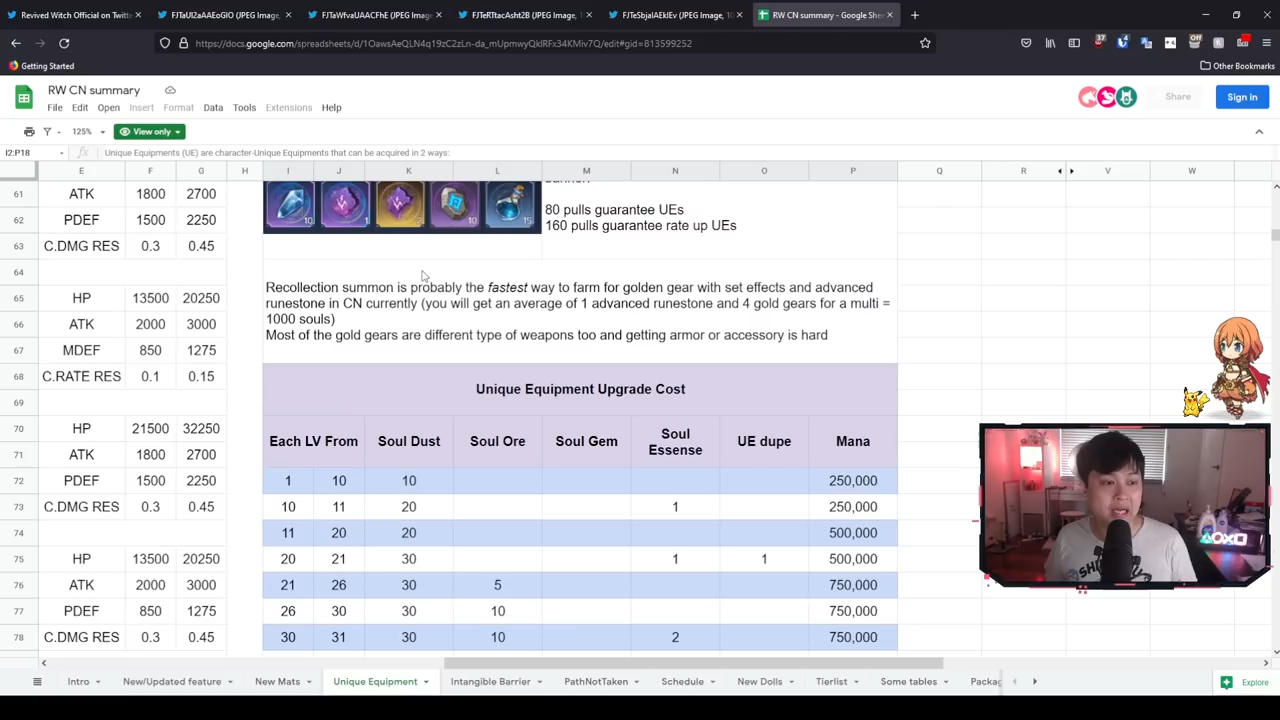 Revived Witch Official on Twitte
FJTaUI2aAAEoGIO (JPEG Image,
FJTaWfvaUAACFhE (JPEG Image,
FJTeRTtacAsht2B (JPEG Image,
FJTeSbjaIAEkIEv (JPEG Image, 10
RW CN summary - Google Shee
https://docs.google.com/spreadsheets/d/1OawsAeQLN4q19zC2zLn-da_mUpmwyQldRFx34KMiv7Q/edit#gid=813599252
Getting Started
Other Bookmarks
RW CN summary
File Edit View Insert Format Data Tools Extensions Help
Share
Sign in
125%
View only
I2:P18
Unique Equipments (UE) are character-Unique Equipments that can be acquired in 2 ways:
E F G H I J K L M N O P Q R V W
61 ATK 1800 2700
10 1 2 10 15
banner
62 PDEF 1500 2250
80 pulls guarantee UEs
160 pulls guarantee rate up UEs
63 C.DMG RES 0.3 0.45
64
65 HP 13500 20250
Recollection summon is probably the fastest way to farm for golden gear with set effects and advanced
runestone in CN currently (you will get an average of 1 advanced runestone and 4 gold gears for a multi =
1000 souls)
Most of the gold gears are different type of weapons too and getting armor or accessory is hard
66 ATK 2000 3000
67 MDEF 850 1275
68 C.RATE RES 0.1 0.15
69
Unique Equipment Upgrade Cost
70 HP 21500 32250
71 ATK 1800 2700
Each LV From Soul Dust Soul Ore Soul Gem Soul Essense UE dupe Mana
72 PDEF 1500 2250 1 10 10 250,000
73 C.DMG RES 0.3 0.45 10 11 20 1 250,000
74 11 20 20 500,000
75 HP 13500 20250 20 21 30 1 1 500,000
76 ATK 2000 3000 21 26 30 5 750,000
77 PDEF 850 1275 26 30 30 10 750,000
78 C.DMG RES 0.3 0.45 30 31 30 10 2 750,000
Intro New/Updated feature New Mats Unique Equipment Intangible Barrier PathNotTaken Schedule New Dolls Tierlist Some tables Packag
Explore